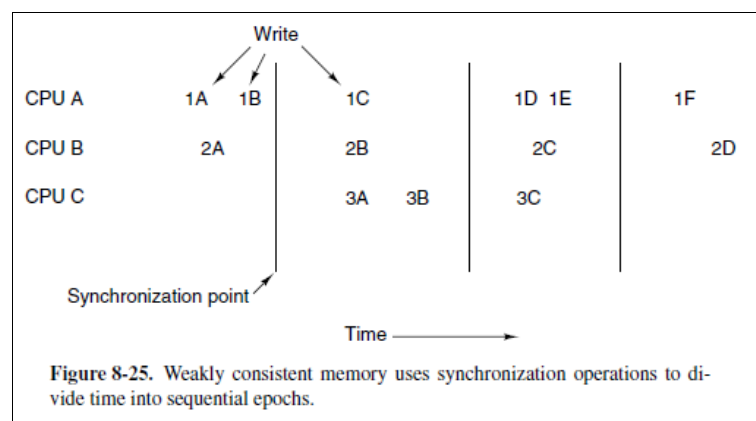 Write
CPU A 1A 1B 1C 1D 1E 1F
CPU B 2A 2B 2C 2D
CPU C 3A 3B 3C
Synchronization point
Time
Figure 8-25. Weakly consistent memory uses synchronization operations to di-
vide time into sequential epochs.